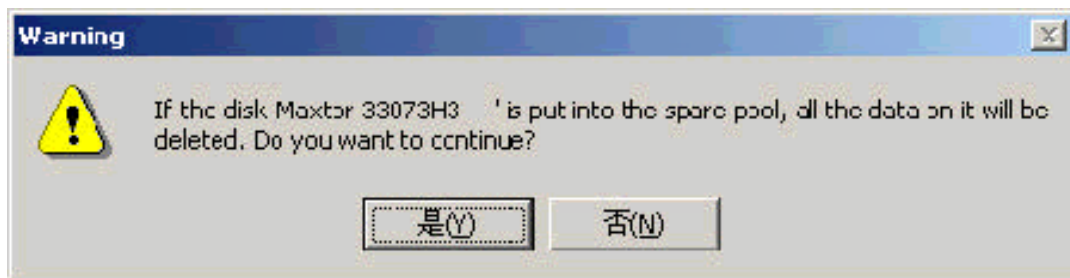 Warning
If the disk Maxtor 33073H3 ' is put into the spare pool, all the data on it will be
deleted. Do you want to continue?
是(Y) 否(N)